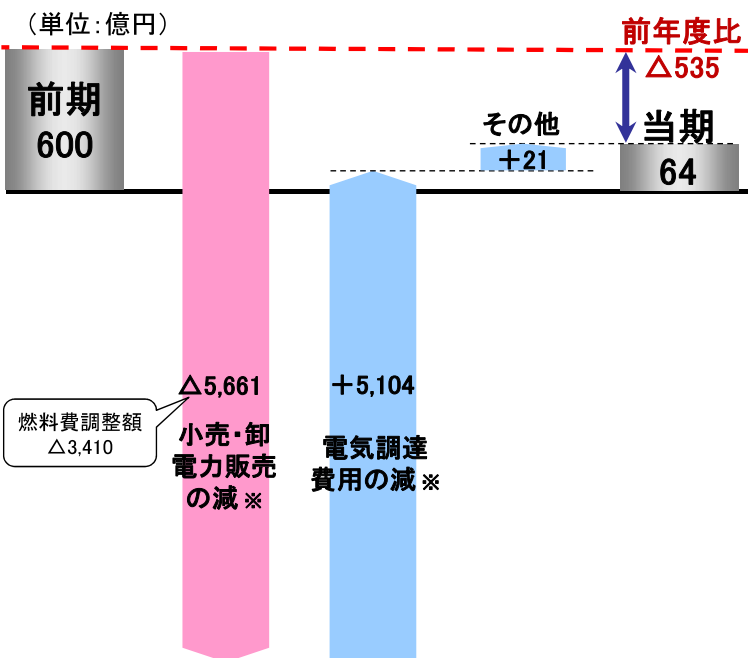 （単位：億円）
前年度比
△535
前期
600
その他
＋21
当期
64
△5,661
小売・卸
電力販売
の減※
燃料費調整額
△3,410
＋5,104
電気調達
費用の減※